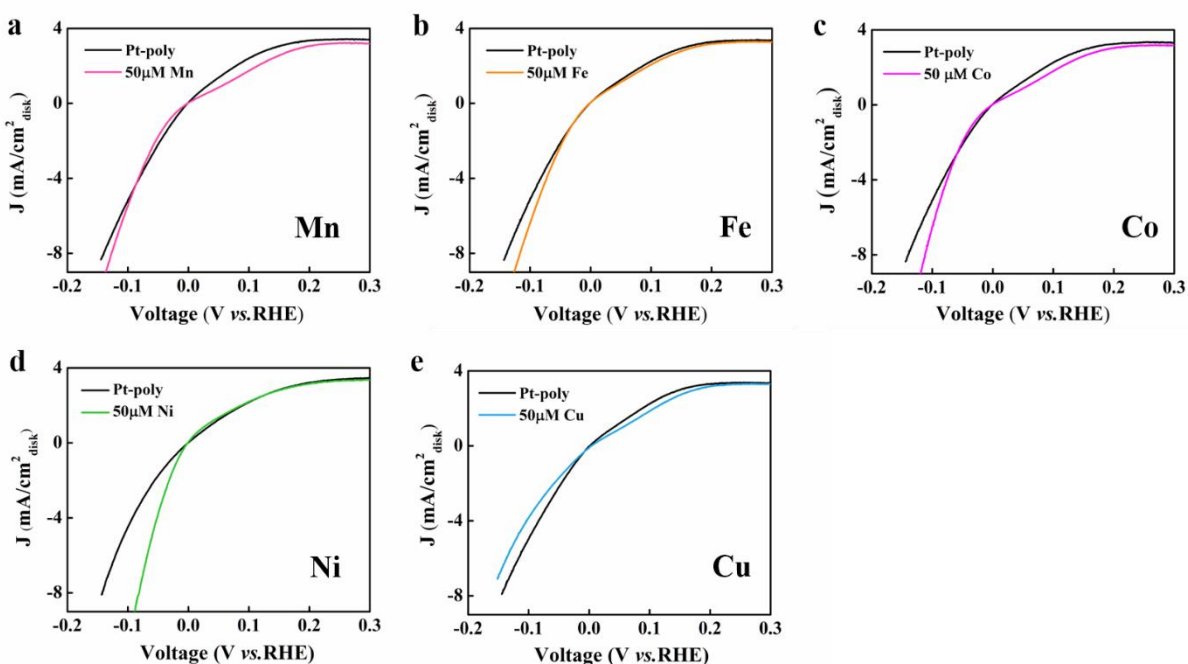 a
4
0
-4
-8
J (mA/cm²disk)
Pt-poly
50μM Mn
Mn
-0.2 -0.1 0.0 0.1 0.2 0.3
Voltage (V vs.RHE)
b
4
0
-4
-8
J (mA/cm²disk)
Pt-poly
50μM Fe
Fe
-0.2 -0.1 0.0 0.1 0.2 0.3
Voltage (V vs.RHE)
c
4
0
-4
-8
J (mA/cm²disk)
Pt-poly
50 μM Co
Co
-0.2 -0.1 0.0 0.1 0.2 0.3
Voltage (V vs.RHE)
d
4
0
-4
-8
J (mA/cm²disk)
Pt-poly
50μM Ni
Ni
-0.2 -0.1 0.0 0.1 0.2 0.3
Voltage (V vs.RHE)
e
4
0
-4
-8
J (mA/cm²disk)
Pt-poly
50μM Cu
Cu
-0.2 -0.1 0.0 0.1 0.2 0.3
Voltage (V vs.RHE)